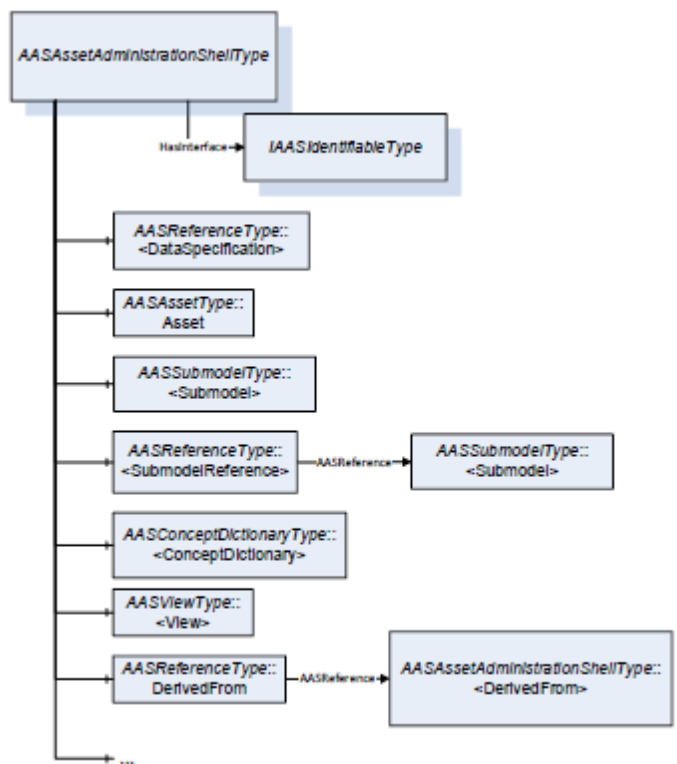 AASAssetAdministrationShellType
HasInterface
IAASIdentifiableType
AASReferenceType::
<DataSpecification>
AASAssetType::
Asset
AASSubmodelType::
<Submodel>
AASReferenceType::
<SubmodelReference>
AASReference
AASSubmodelType::
<Submodel>
AASConceptDictionaryType::
<ConceptDictionary>
AASViewType::
<View>
AASReferenceType::
DerivedFrom
AASReference
AASAssetAdministrationShellType::
<DerivedFrom>
...